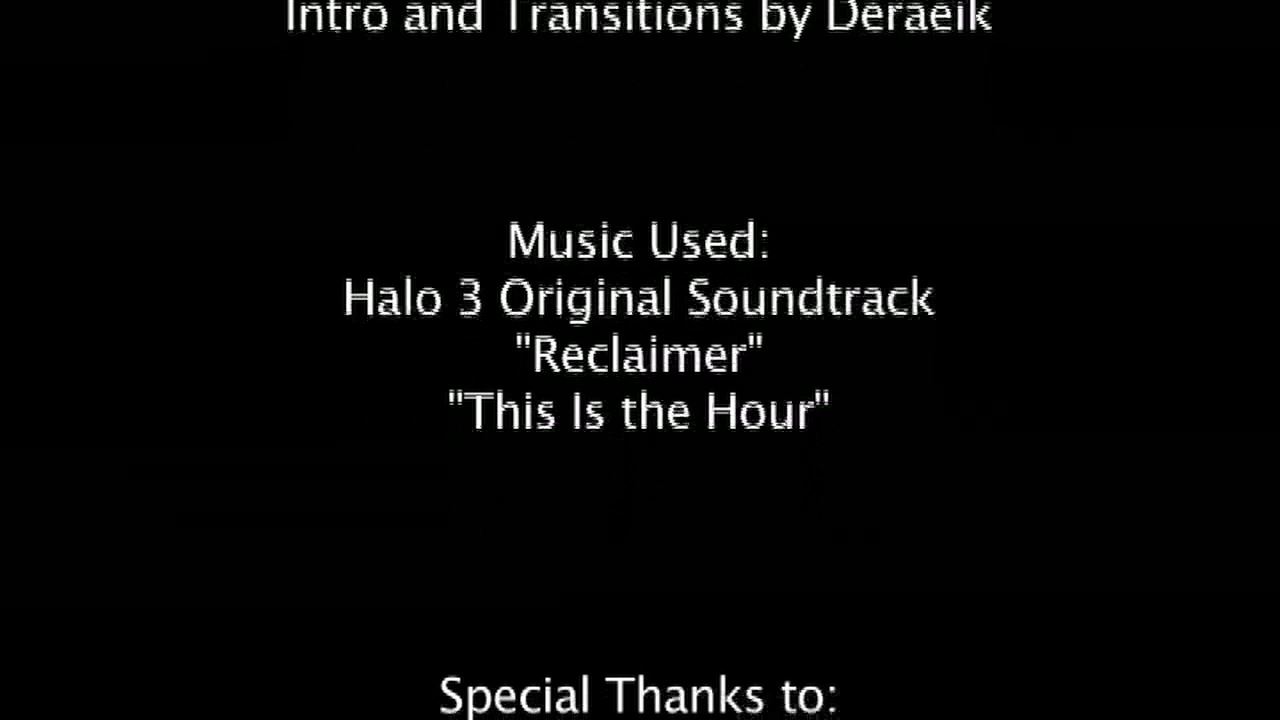 Intro and Transitions by Deraeik
Music Used:
Halo 3 Original Soundtrack
"Reclaimer"
"This Is the Hour"
Special Thanks to: